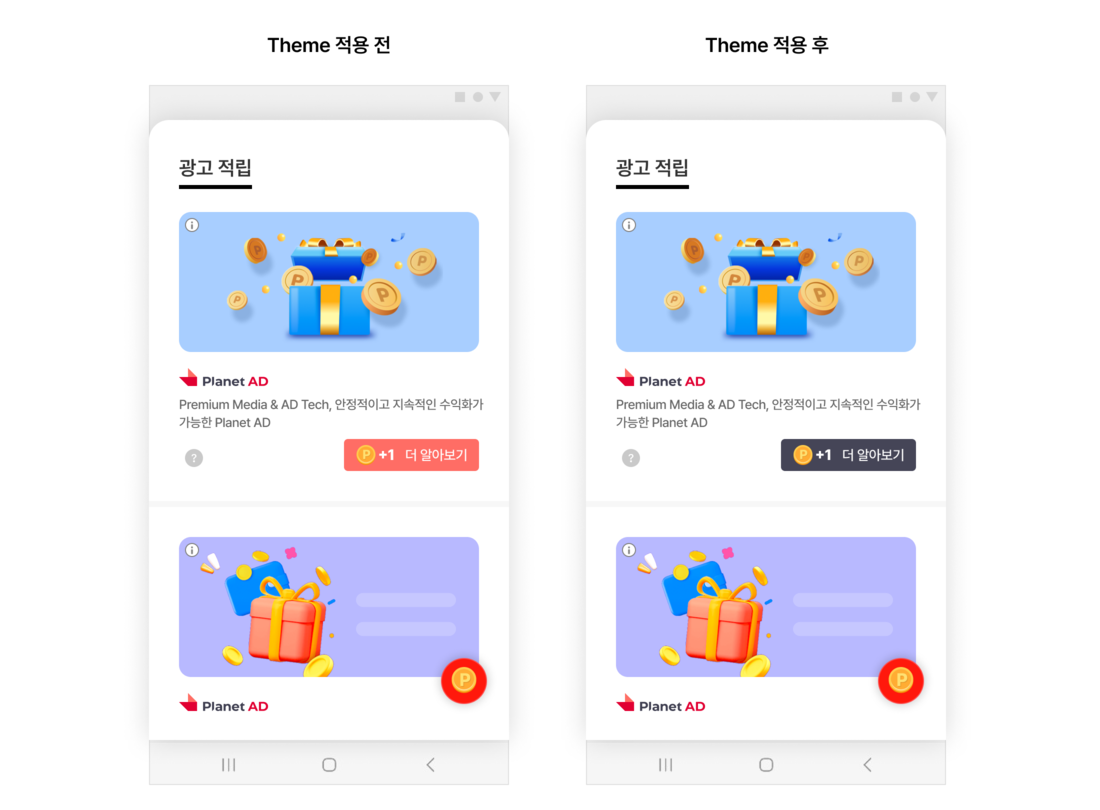 Theme 적용 전
광고 적립
Planet AD
Premium Media & AD Tech, 안정적이고 지속적인 수익화가
가능한 Planet AD
?
P +1 더 알아보기
Planet AD
P
Theme 적용 후
광고 적립
Planet AD
Premium Media & AD Tech, 안정적이고 지속적인 수익화가
가능한 Planet AD
?
P +1 더 알아보기
Planet AD
P